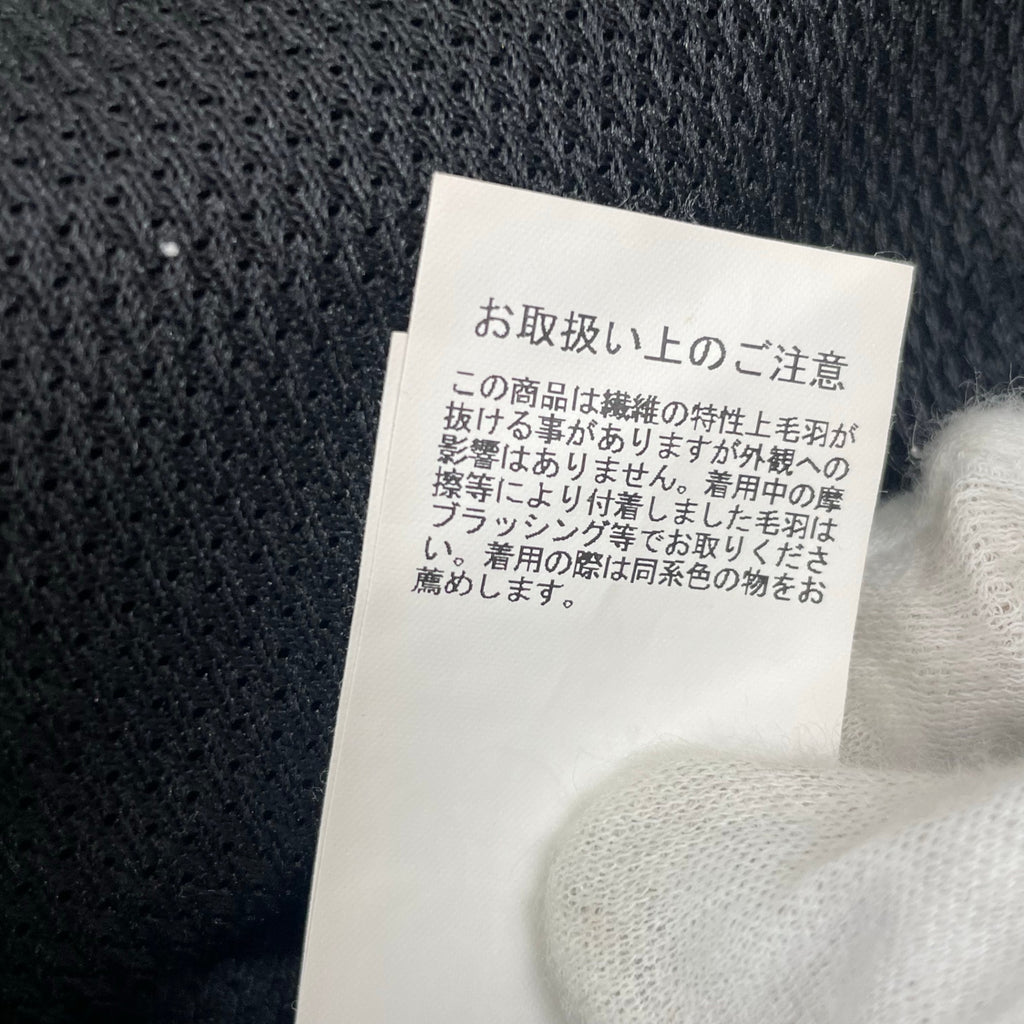 お取扱い上のご注意
この商品は繊維の特性上毛羽が
抜ける事がありますが外観への
影響はありません。着用中の摩
擦等により付着しました毛羽は
ブラッシング等でお取りくださ
い。着用の際は同系色の物をお
薦めします。